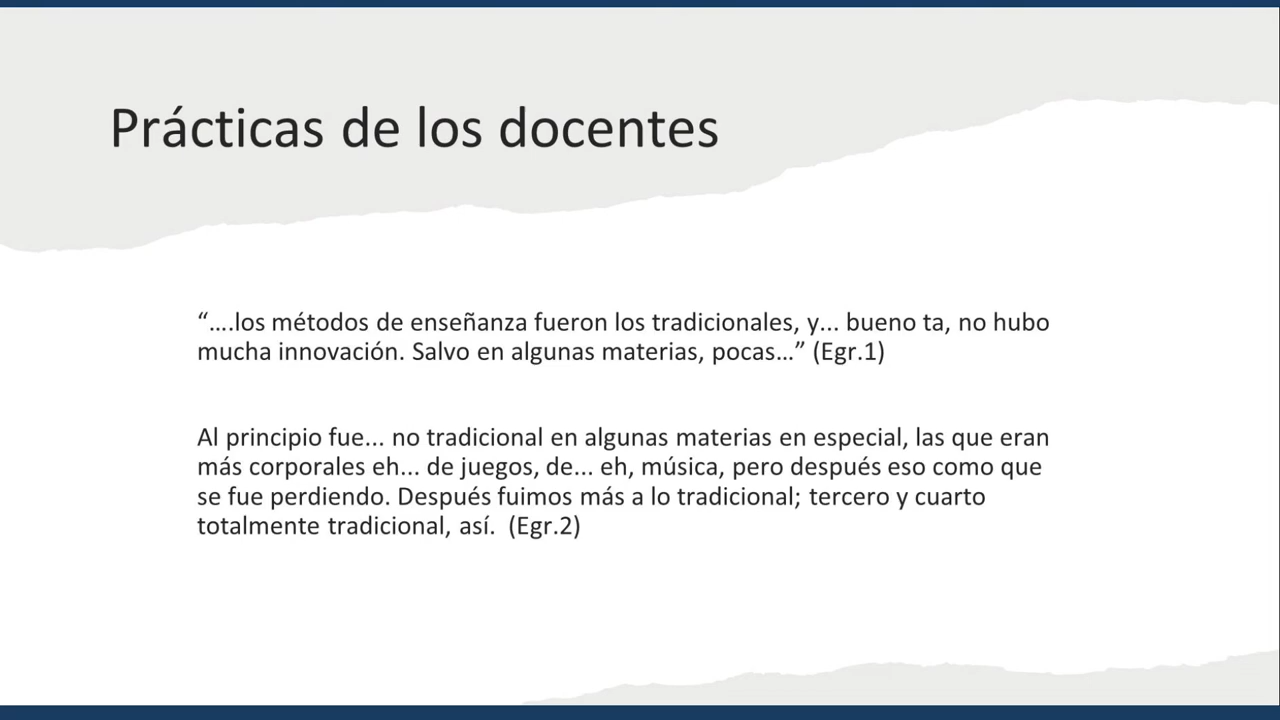 Prácticas de los docentes
“….los métodos de enseñanza fueron los tradicionales, y... bueno ta, no hubo
mucha innovación. Salvo en algunas materias, pocas…” (Egr.1)
Al principio fue... no tradicional en algunas materias en especial, las que eran
más corporales eh... de juegos, de... eh, música, pero después eso como que
se fue perdiendo. Después fuimos más a lo tradicional; tercero y cuarto
totalmente tradicional, así.  (Egr.2)